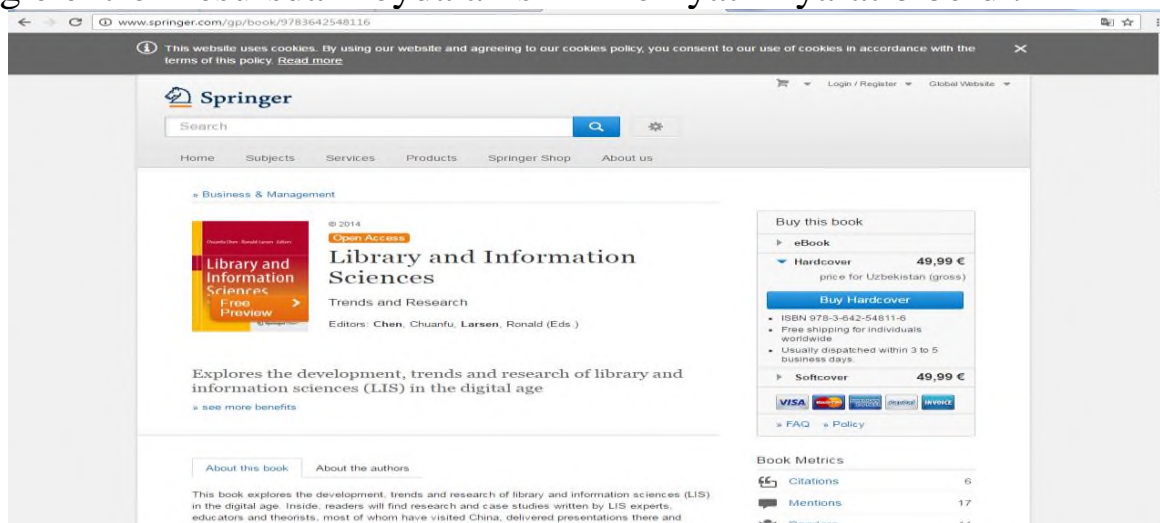 www.springer.com/gp/book/9783642548116
This website uses cookies. By using our website and agreeing to our cookies policy, you consent to our use of cookies in accordance with the
terms of this policy. Read more
Login / Register
Global Website
Springer
Search
Home Subjects Services Products Springer Shop About us
» Business & Management
© 2014
Open Access
Library and Information
Sciences
Trends and Research
Editors: Chen, Chuanfu, Larsen, Ronald (Eds.)
Library and
Information
Sciences
Free
Preview
Explores the development, trends and research of library and
information sciences (LIS) in the digital age
» see more benefits
About this book About the authors
This book explores the development, trends and research of library and information sciences (LIS)
in the digital age. Inside, readers will find research and case studies written by LIS experts,
educators and theorists, most of whom have visited China, delivered presentations there and
Buy this book
eBook
Hardcover 49,99 €
price for Uzbekistan (gross)
Buy Hardcover
ISBN 978-3-642-54811-6
Free shipping for individuals
worldwide
Usually dispatched within 3 to 5
business days.
Softcover 49,99 €
VISA INVOICE
» FAQ » Policy
Book Metrics
Citations 6
Mentions 17